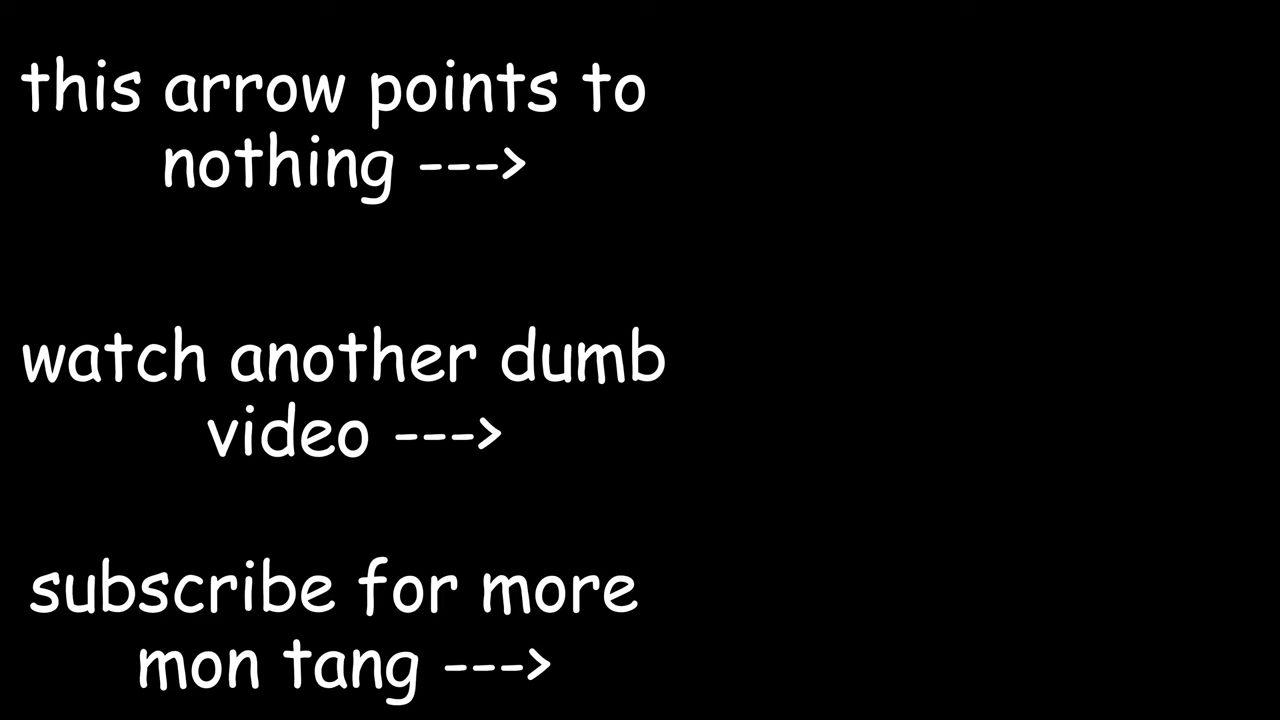 this arrow points to
nothing --->
watch another dumb
video --->
subscribe for more
mon tang --->